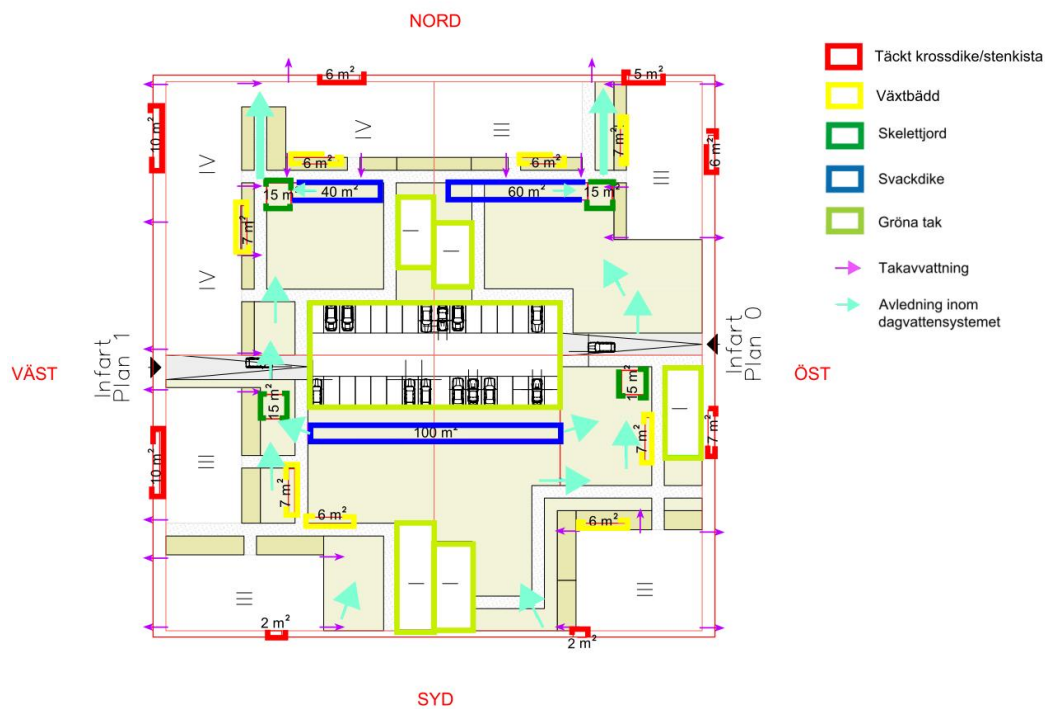 NORD
Täckt krossdike/stenkista
Växtbädd
Skelettjord
Svackdike
Gröna tak
Takavvattning
Avledning inom
dagvattensystemet
6 m²
5 m²
10 m²
7 m²
6 m²
IV
III
IV
III
6 m²
6 m²
15 m²
40 m²
60 m²
15 m²
7 m²
I
I
IV
VÄST
Infart
Plan 1
Infart
Plan 0
ÖST
15 m²
15 m²
I
100 m²
7 m²
7 m²
10 m²
III
7 m²
6 m²
6 m²
I
I
III
III
2 m²
2 m²
SYD